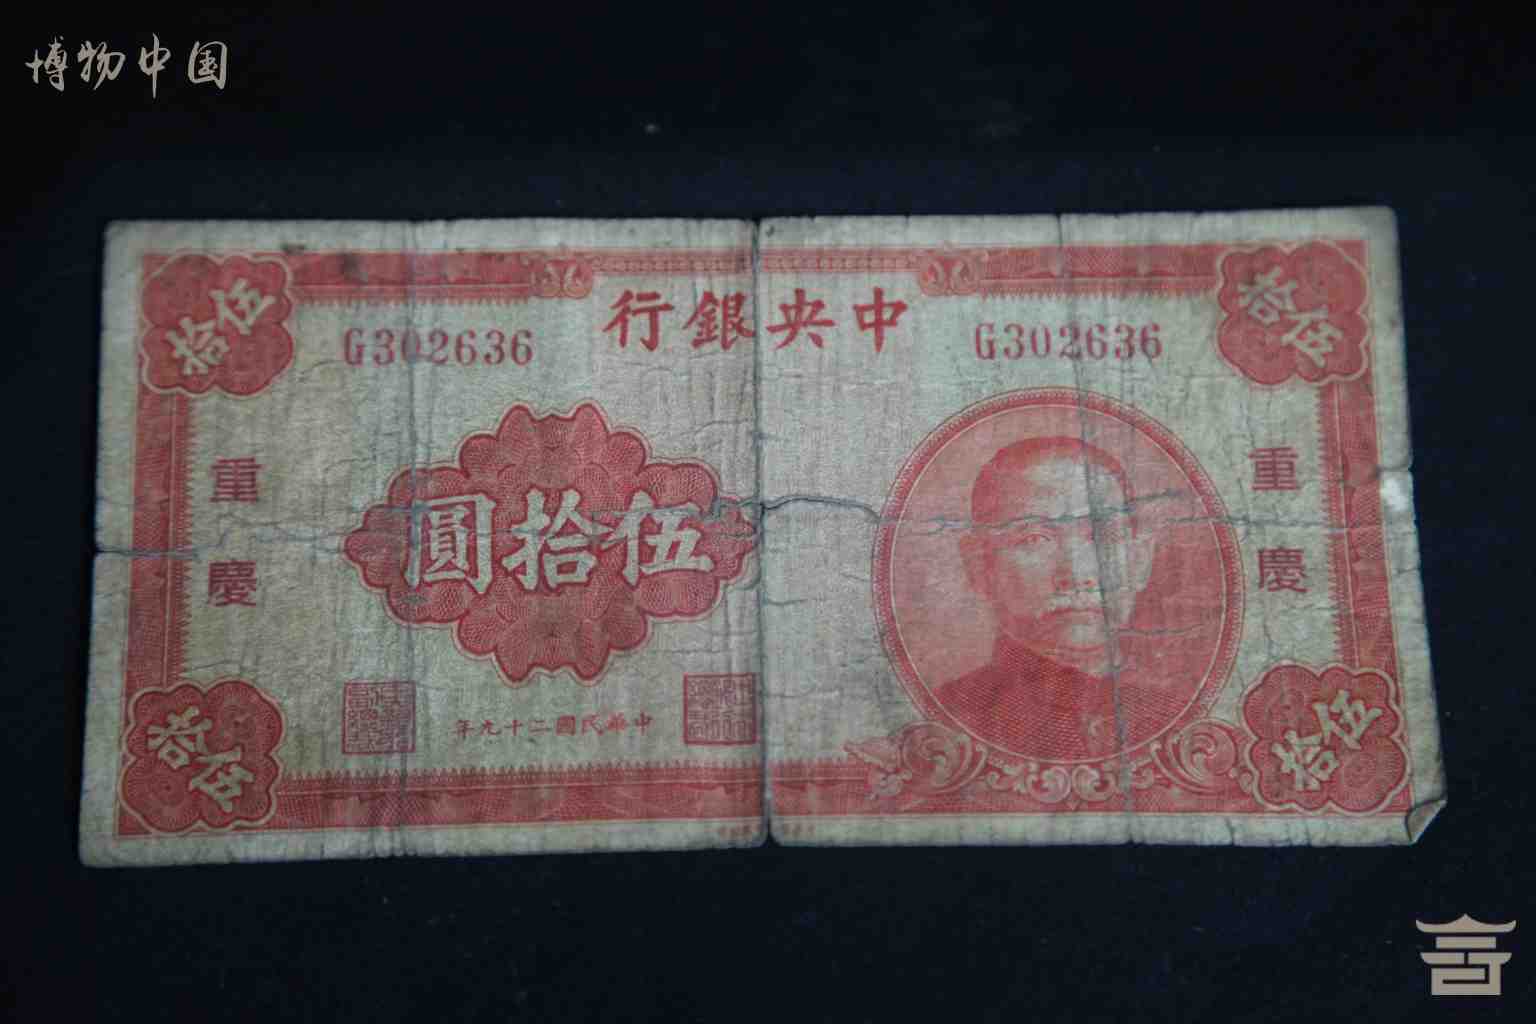 博物中国
伍拾
中央銀行
伍拾
G302636
G302636
重慶
伍拾圓
重慶
中華民國二十九年
伍拾
伍拾